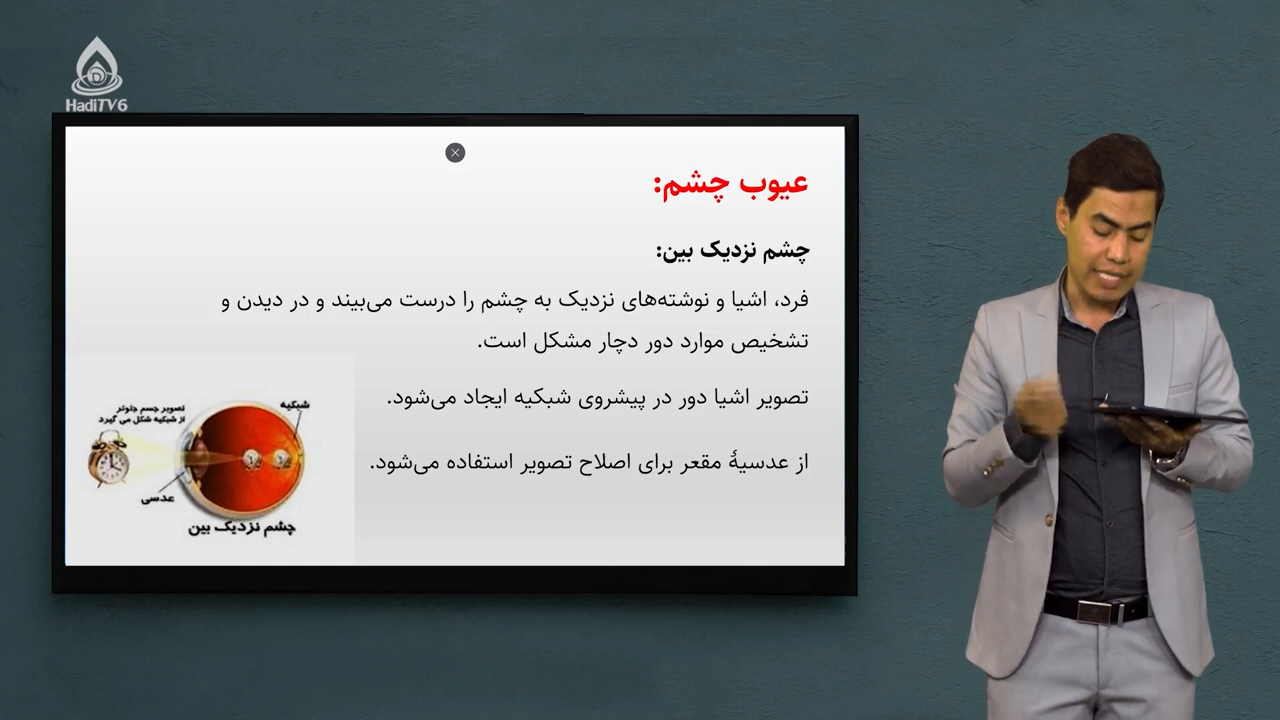 HadiTV6
عیوب چشم:
چشم نزدیک بین:
فرد، اشیا و نوشته‌های نزدیک به چشم را درست می‌بیند و در دیدن و
تشخیص موارد دور دچار مشکل است.
تصویر اشیا دور در پیشروی شبکیه ایجاد می‌شود.
از عدسیهٔ مقعر برای اصلاح تصویر استفاده می‌شود.
شبکیه
تصویر جسم جلوتر
از شبکیه شکل می گیرد
عدسی
چشم نزدیک بین